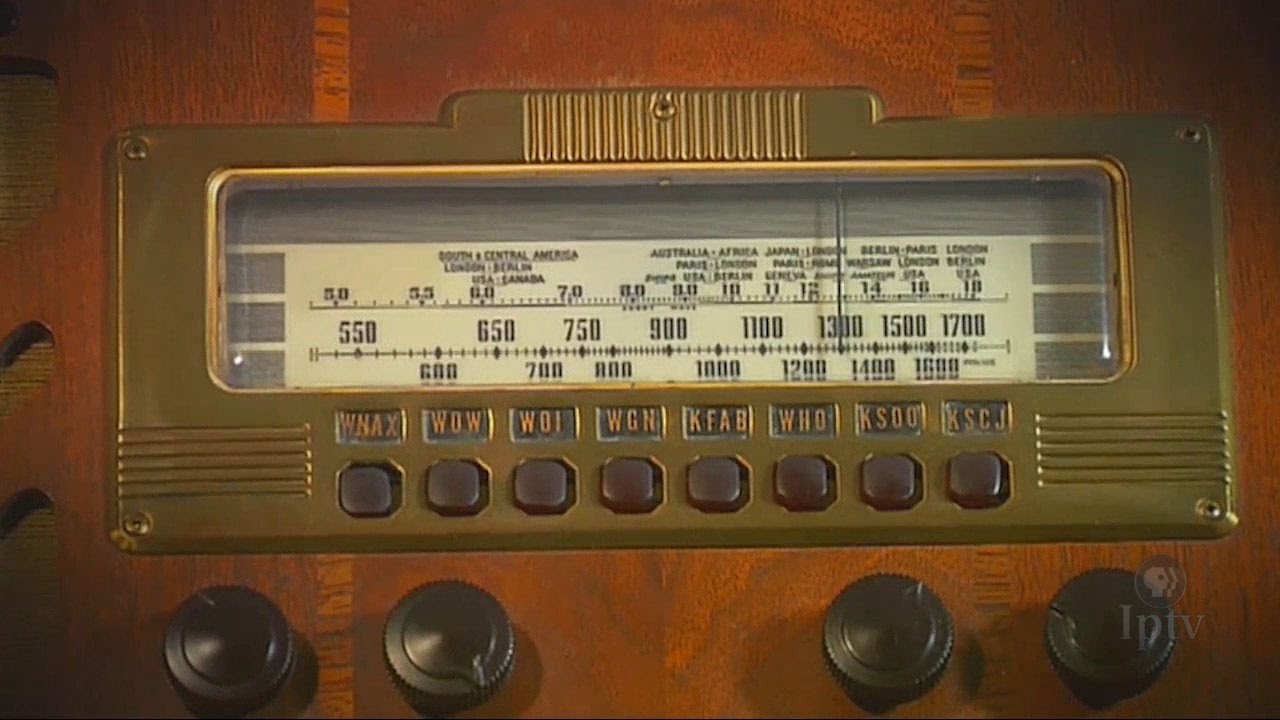 SOUTH & CENTRAL AMERICA AUSTRALIA - AFRICA JAPAN - LONDON BERLIN - PARIS LONDON
LONDON - BERLIN PARIS - LONDON PARIS - ROME WARSAW LONDON BERLIN
USA - CANADA USA - BERLIN GENEVA AMATEUR USA USA
5.0 5.5 6.0 7.0 8.0 9.0 10 11 12 14 16 18
SHORT WAVE
550 650 750 900 1100 1300 1500 1700
600 700 800 1000 1200 1400 1600
WNAX WOW WOI WGN KFAB WHO KSOO KSCJ
Iptv